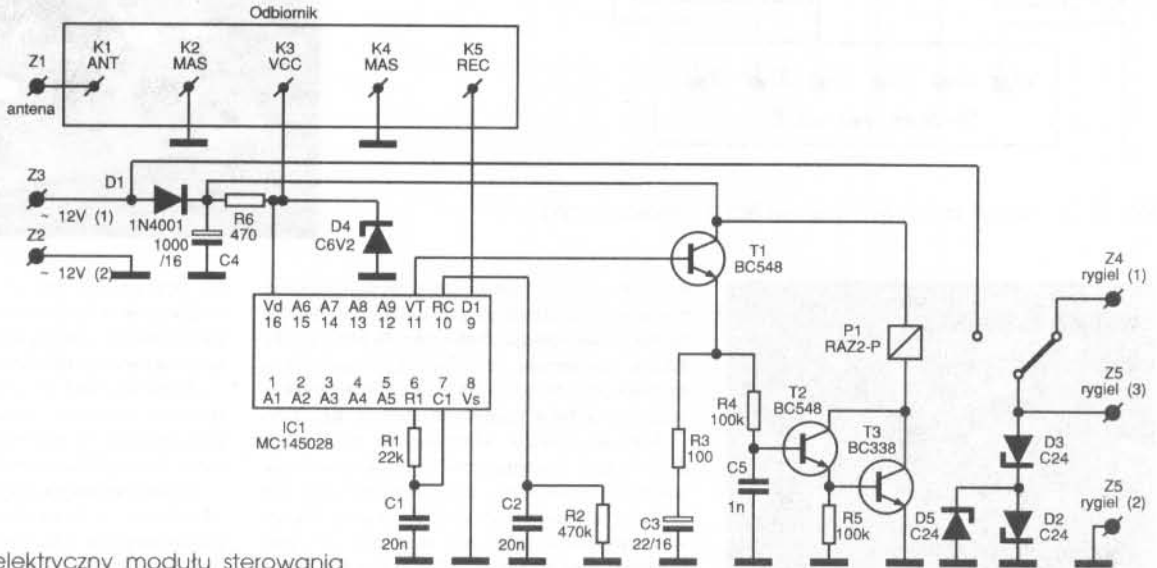 Odbiornik
K1 K2 K3 K4 K5
ANT MAS VCC MAS REC
Z1
antena
Z3
~ 12V (1)
D1
1N4001
R6
470
1000
/16 C4
D4
C6V2
Z2
~ 12V (2)
T1
BC548
Z4
rygiel (1)
Vd A6 A7 A8 A9 VT RC D1
16 15 14 13 12 11 10 9
1 2 3 4 5 6 7 8
A1 A2 A3 A4 A5 R1 C1 Vs
IC1
MC145028
P1
RAZ2-P
Z5
rygiel (3)
R4
100k
T2
BC548
T3
BC338
D3
C24
R1
22k
R3
100
C5
1n
C1
20n
C2
20n
R2
470k
C3
22/16
R5
100k
D5
C24
D2
C24
Z5
rygiel (2)
elektryczny modułu sterowania